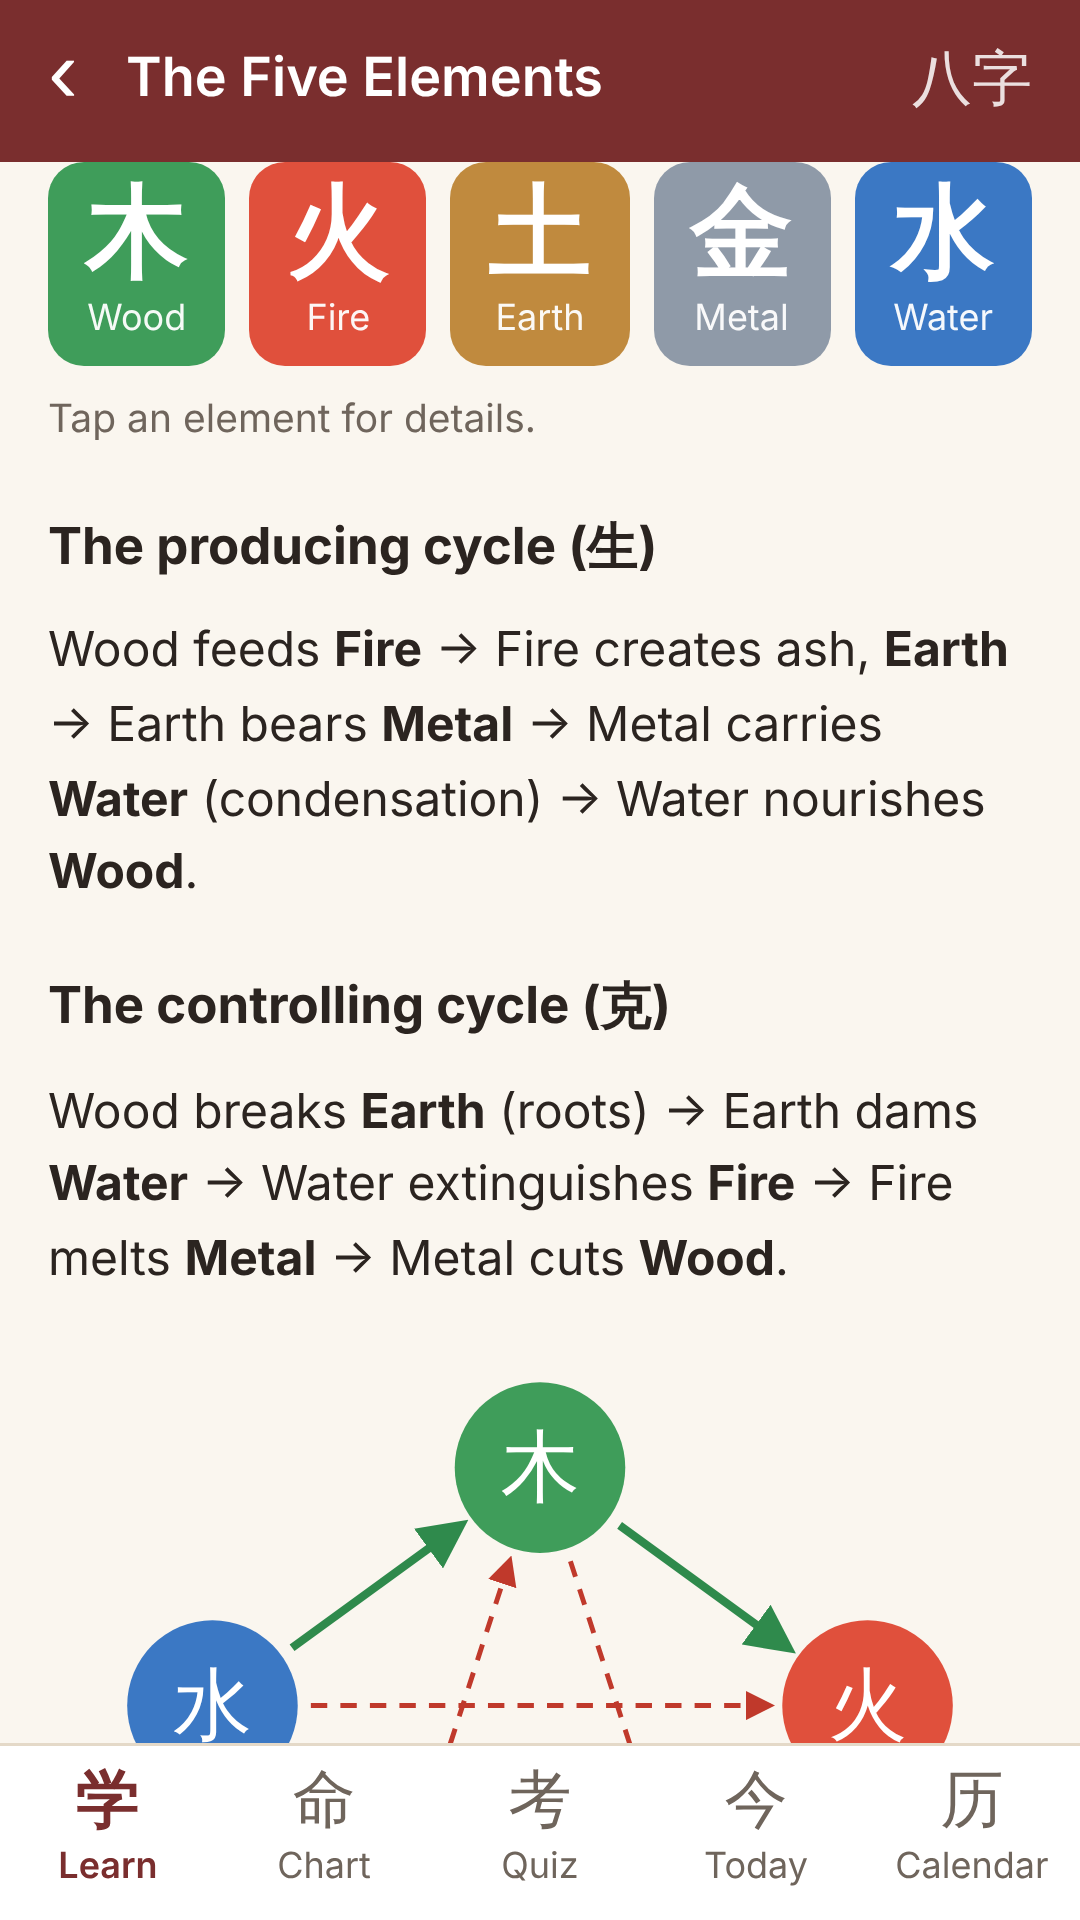 The Five Elements 八字
木 火 土 金 水
Wood Fire Earth Metal Water
Tap an element for details.
The producing cycle (生)
Wood feeds Fire → Fire creates ash, Earth
→ Earth bears Metal → Metal carries
Water (condensation) → Water nourishes
Wood.
The controlling cycle (克)
Wood breaks Earth (roots) → Earth dams
Water → Water extinguishes Fire → Fire
melts Metal → Metal cuts Wood.
木
水 火
学 命 考 今 历
Learn Chart Quiz Today Calendar